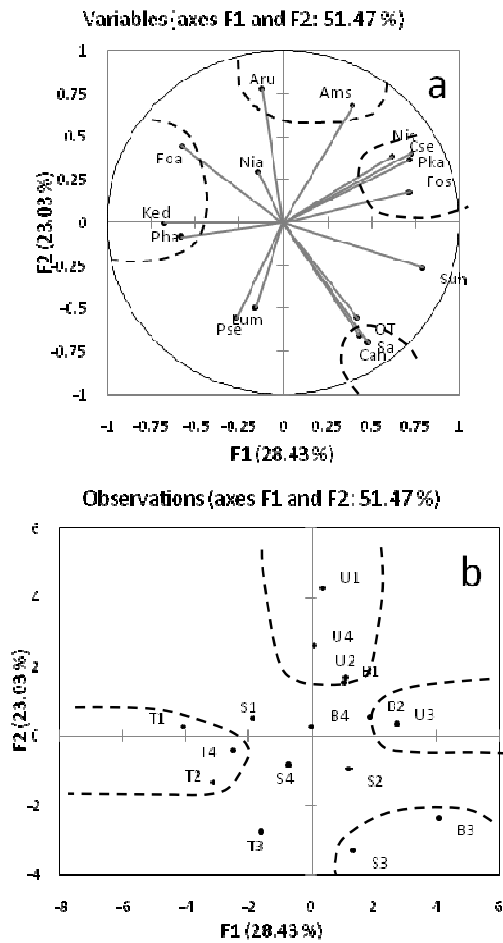 Variables (axes F1 and F2: 51.47 %)
a
1
0.75
0.5
0.25
0
-0.25
-0.5
-0.75
-1
F2 (23.03 %)
Aru
Ams
Foa
Nia
Cse
Pka
Fos
Ked
Pha
Sun
Pse
Lum
OT
Sa
Can
-1 -0.75 -0.5 -0.25 0 0.25 0.5 0.75 1
F1 (28.43 %)
Observations (axes F1 and F2: 51.47 %)
b
6
4
2
0
-2
-4
F2 (23.03 %)
U1
U4
U2
B1
S1
T1
B4
B2
U3
T4
T2
S4
S2
T3
B3
S3
-8 -6 -4 -2 0 2 4 6
F1 (28.43 %)